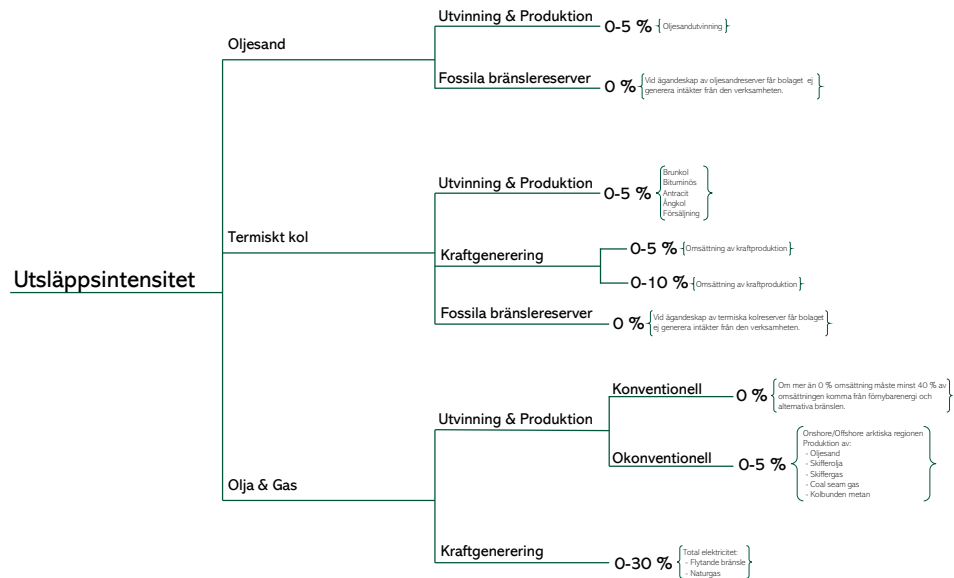 Utsläppsintensitet
Oljesand
Utvinning & Produktion
0-5 %
Oljesandutvinning
Fossila bränslereserver
0 %
Vid ägandeskap av oljesandreserver får bolaget ej
generera intäkter från den verksamheten.
Termiskt kol
Utvinning & Produktion
0-5 %
Brunkol
Bituminös
Antracit
Ångkol
Försäljning
Kraftgenerering
0-5 %
Omsättning av kraftproduktion
0-10 %
Omsättning av kraftproduktion
Fossila bränslereserver
0 %
Vid ägandeskap av termiska kolreserver får bolaget
ej generera intäkter från den verksamheten.
Olja & Gas
Utvinning & Produktion
Konventionell
0 %
Om mer än 0 % omsättning måste minst 40 % av
omsättningen komma från förnybarenergi och
alternativa bränslen.
Okonventionell
0-5 %
Onshore/Offshore arktiska regionen
Produktion av:
- Oljesand
- Skifferolja
- Skiffergas
- Coal seam gas
- Kolbunden metan
Kraftgenerering
0-30 %
Total elektricitet:
- Flytande bränsle
- Naturgas